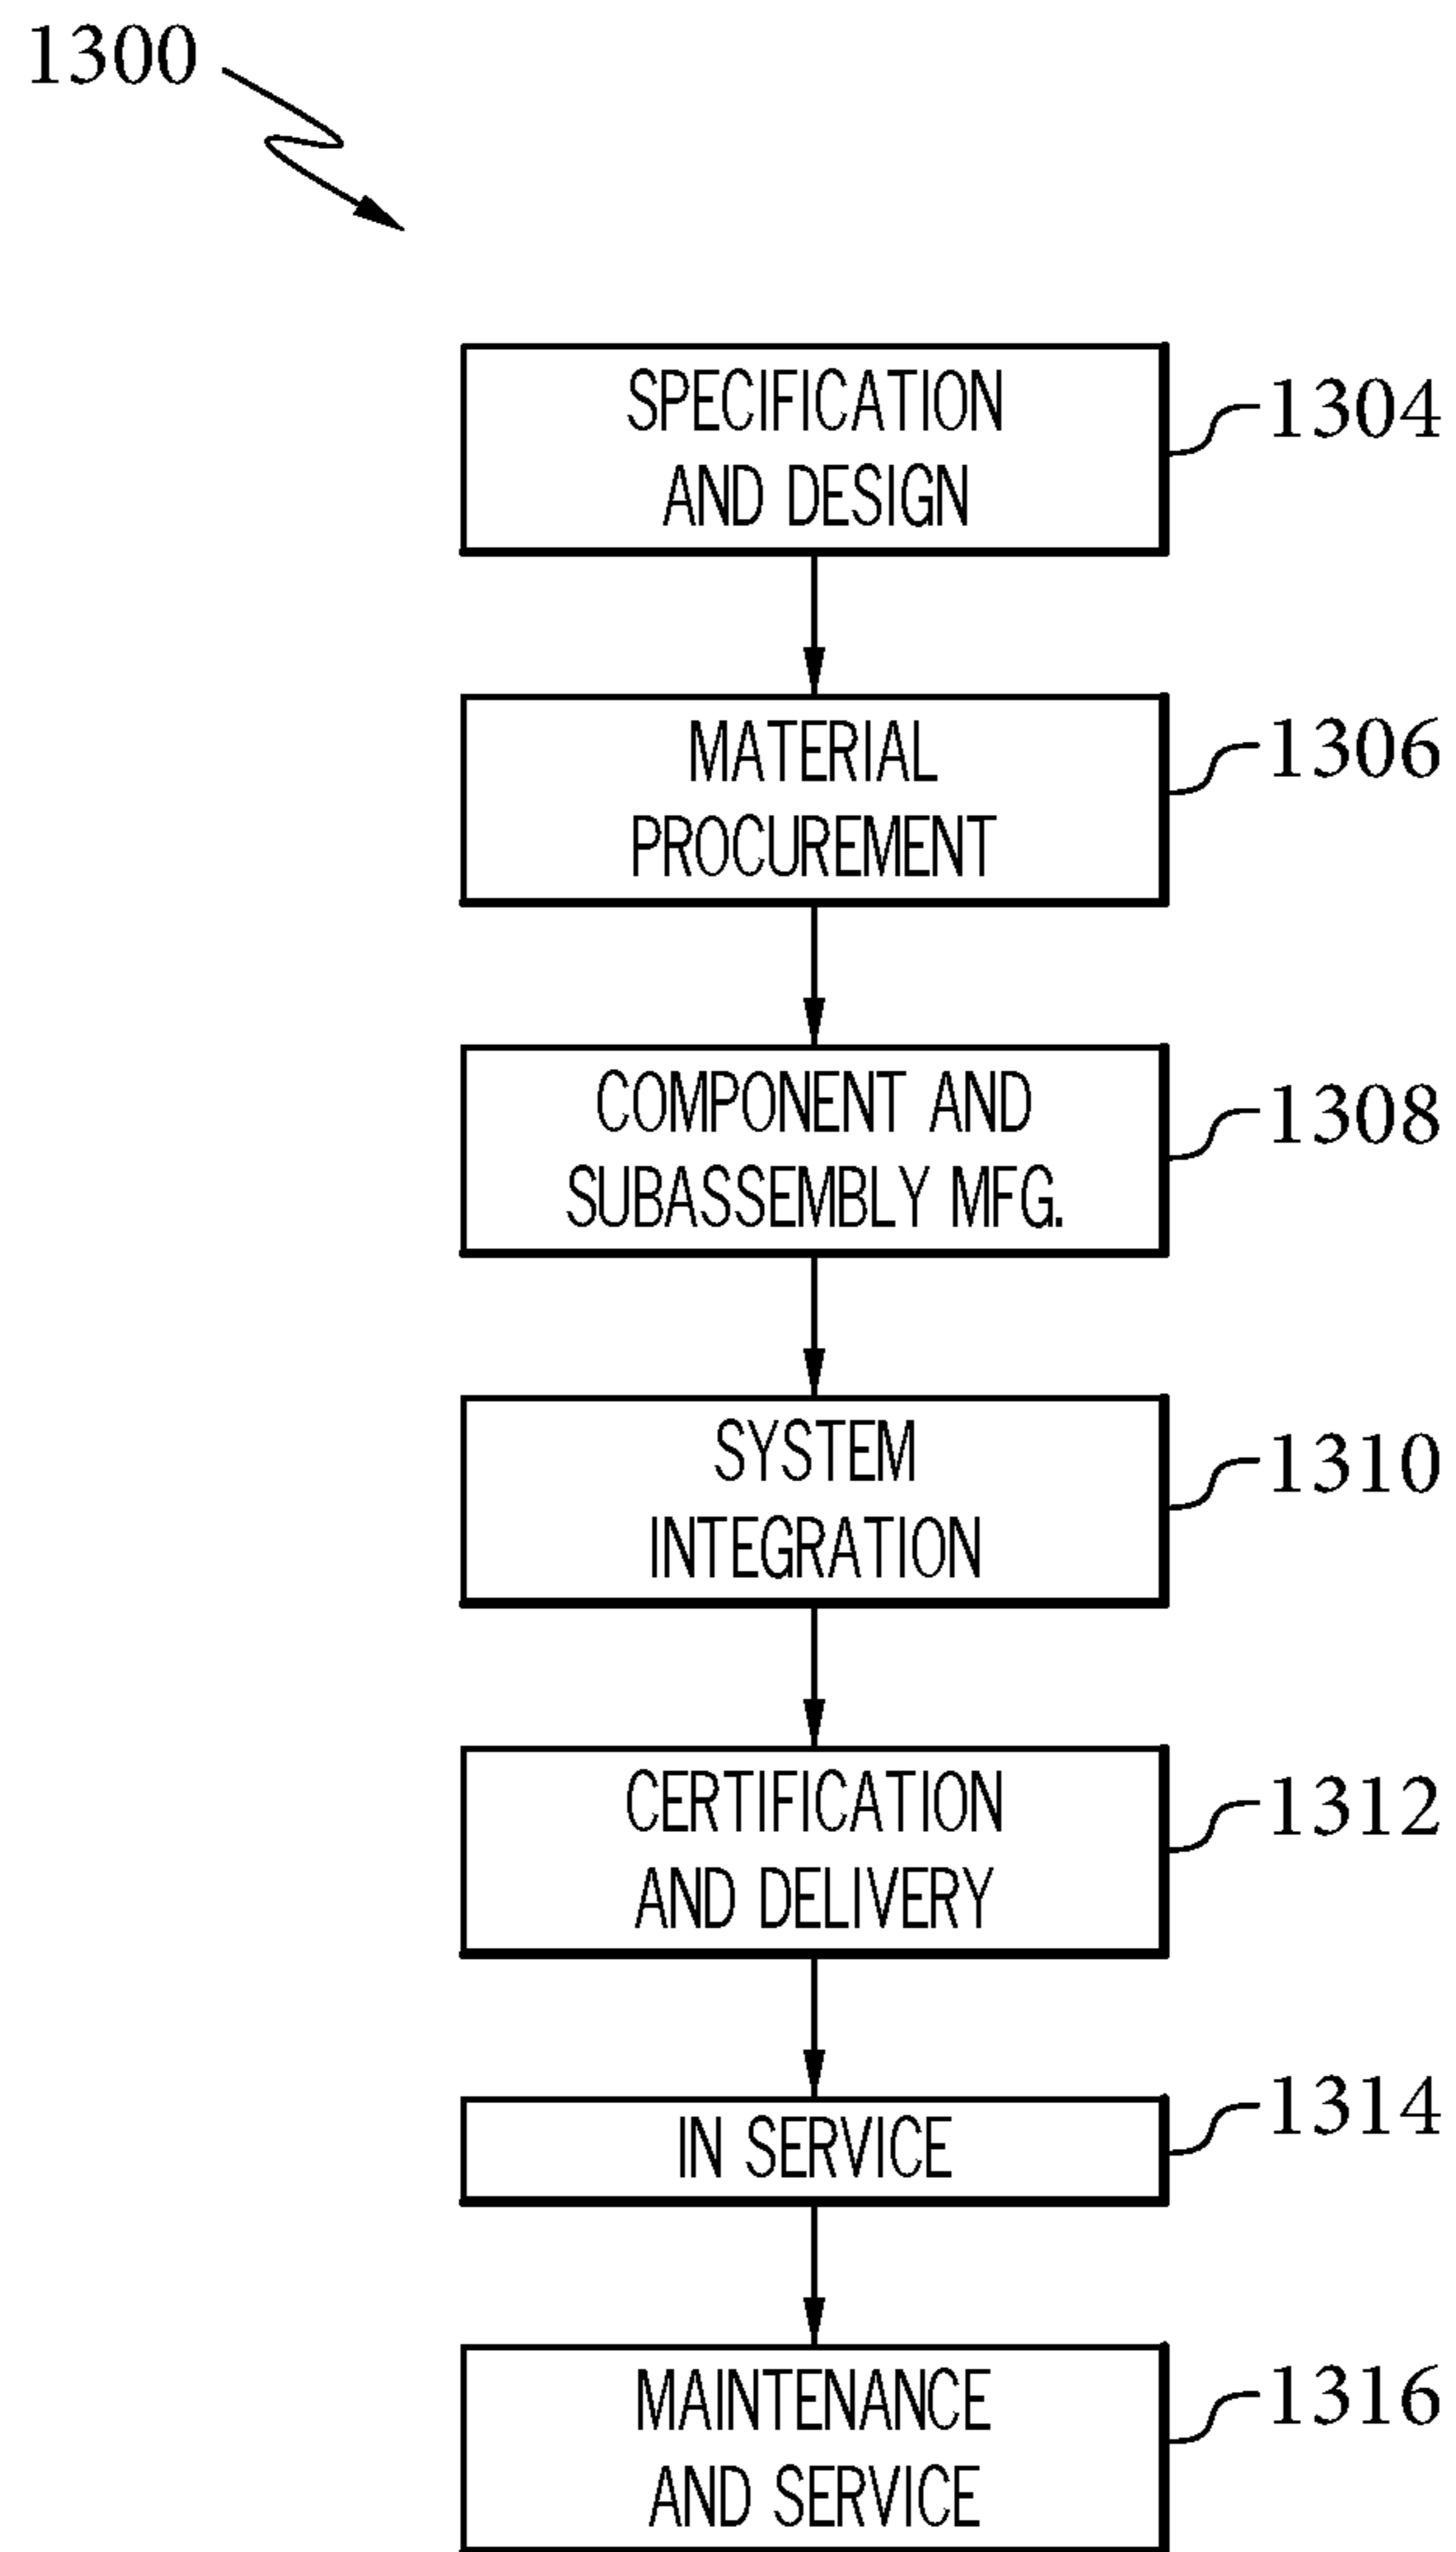 1300
SPECIFICATION
AND DESIGN
1304
MATERIAL
PROCUREMENT
1306
COMPONENT AND
SUBASSEMBLY MFG.
1308
SYSTEM
INTEGRATION
1310
CERTIFICATION
AND DELIVERY
1312
IN SERVICE
1314
MAINTENANCE
AND SERVICE
1316